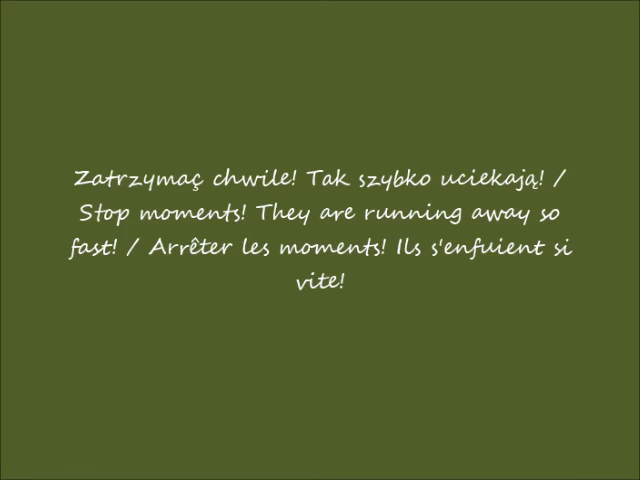 Zatrzymaç chwile! Tak szybko uciekają! /
Stop moments! They are running away so
fast! / Arrêter les moments! Ils s'enfuient si
vite!